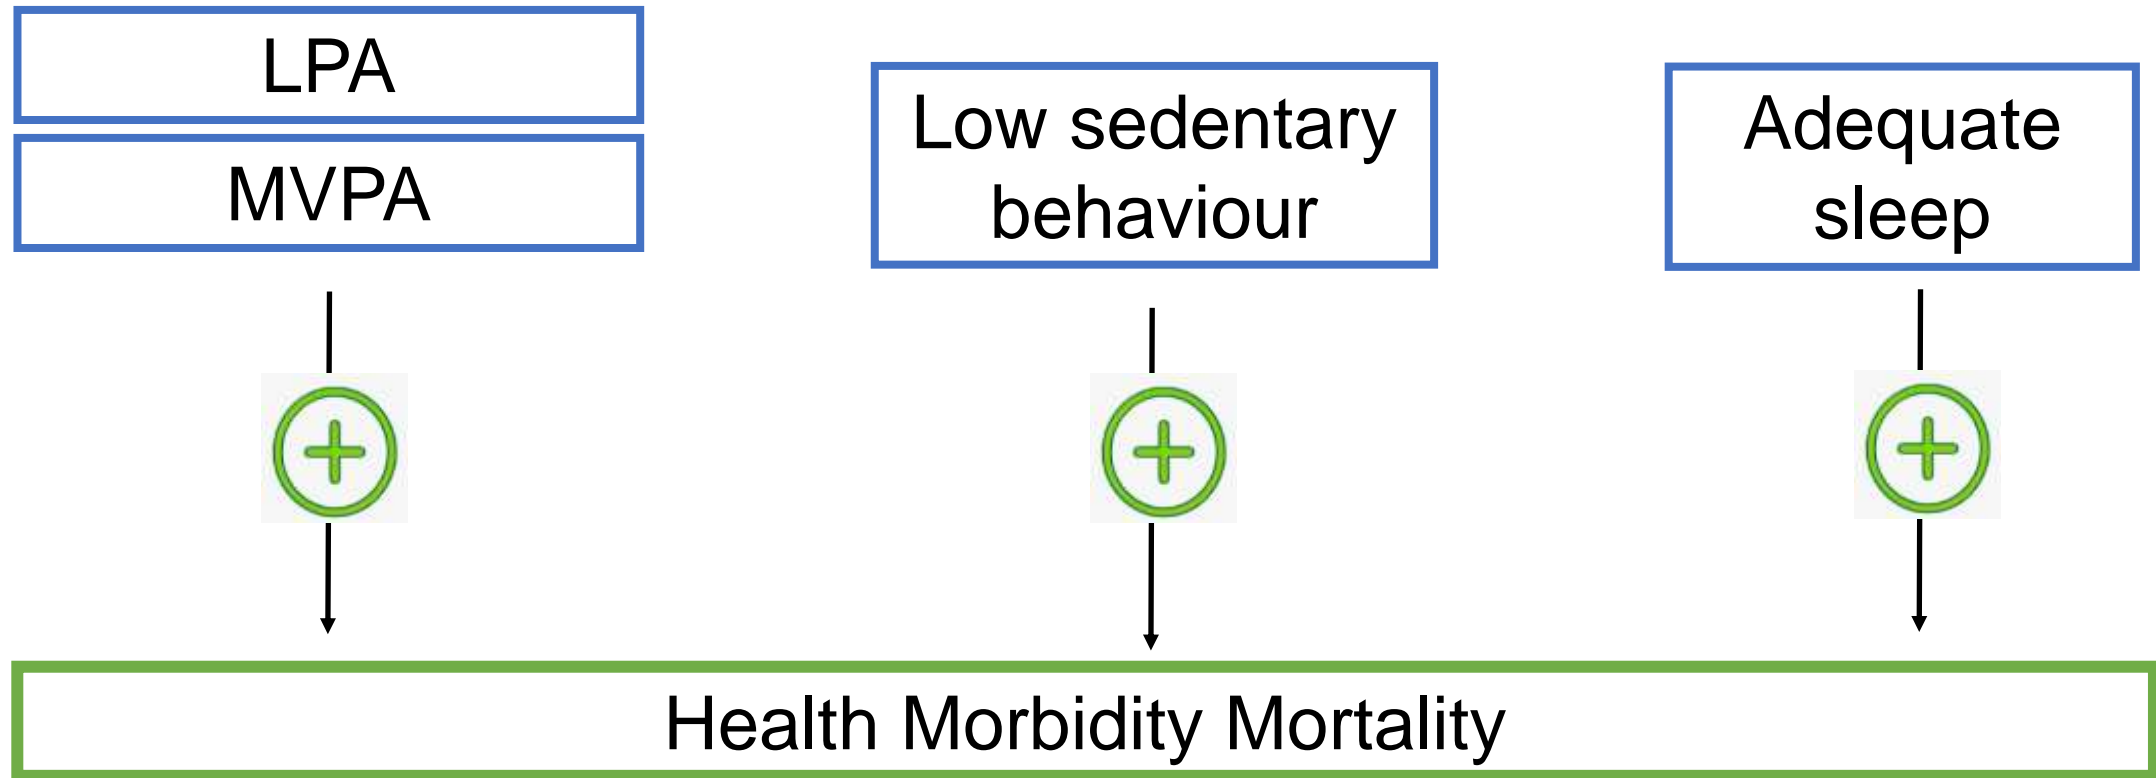 LPA
MVPA
Low sedentary
behaviour
Adequate
sleep
Health Morbidity Mortality